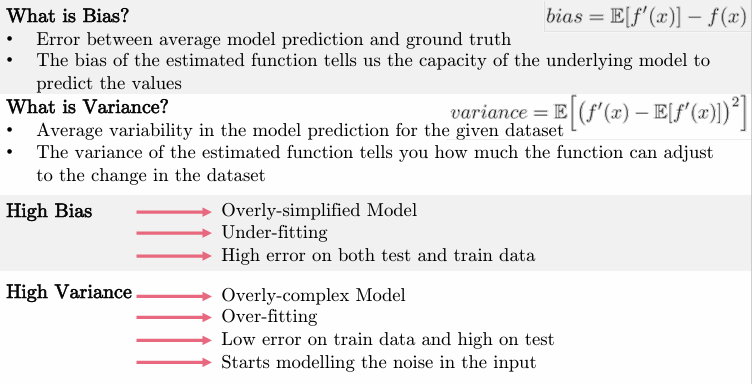 What is Bias?
bias = 𝔼[f′(x)] − f(x)
• Error between average model prediction and ground truth
• The bias of the estimated function tells us the capacity of the underlying model to
predict the values
What is Variance?
variance = 𝔼[(f′(x) − 𝔼[f′(x)])²]
• Average variability in the model prediction for the given dataset
• The variance of the estimated function tells you how much the function can adjust
to the change in the dataset
High Bias
Overly-simplified Model
Under-fitting
High error on both test and train data
High Variance
Overly-complex Model
Over-fitting
Low error on train data and high on test
Starts modelling the noise in the input